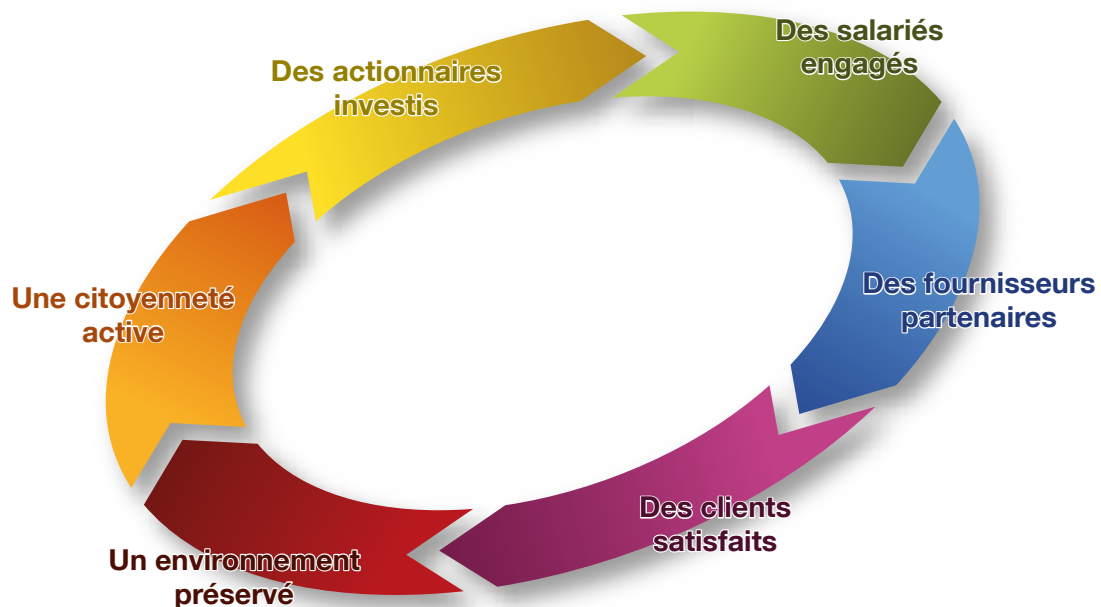 Des salariés
engagés
Des actionnaires
investis
Des fournisseurs
partenaires
Une citoyenneté
active
Des clients
satisfaits
Un environnement
préservé